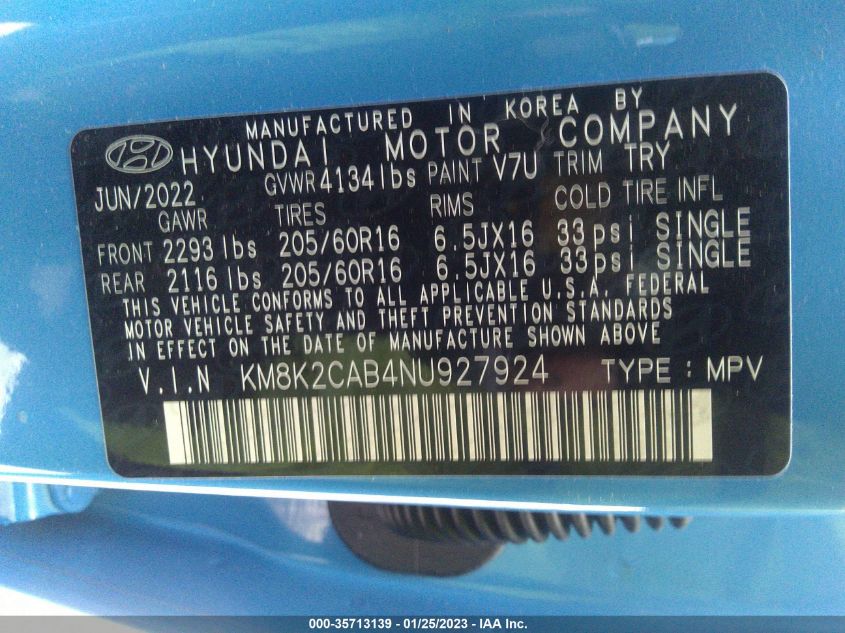 MANUFACTURED IN KOREA BY
HYUNDAI MOTOR COMPANY
JUN/2022 GVWR 4134 lbs PAINT V7U TRIM TRY
GAWR TIRES RIMS COLD TIRE INFL
FRONT 2293 lbs 205/60R16 6.5JX16 33 psi SINGLE
REAR 2116 lbs 205/60R16 6.5JX16 33 psi SINGLE
THIS VEHICLE CONFORMS TO ALL APPLICABLE U.S.A. FEDERAL
MOTOR VEHICLE SAFETY AND THEFT PREVENTION STANDARDS
IN EFFECT ON THE DATE OF MANUFACTURE SHOWN ABOVE
V.I.N KM8K2CAB4NU927924 TYPE : MPV
000-35713139 - 01/25/2023 - IAA Inc.